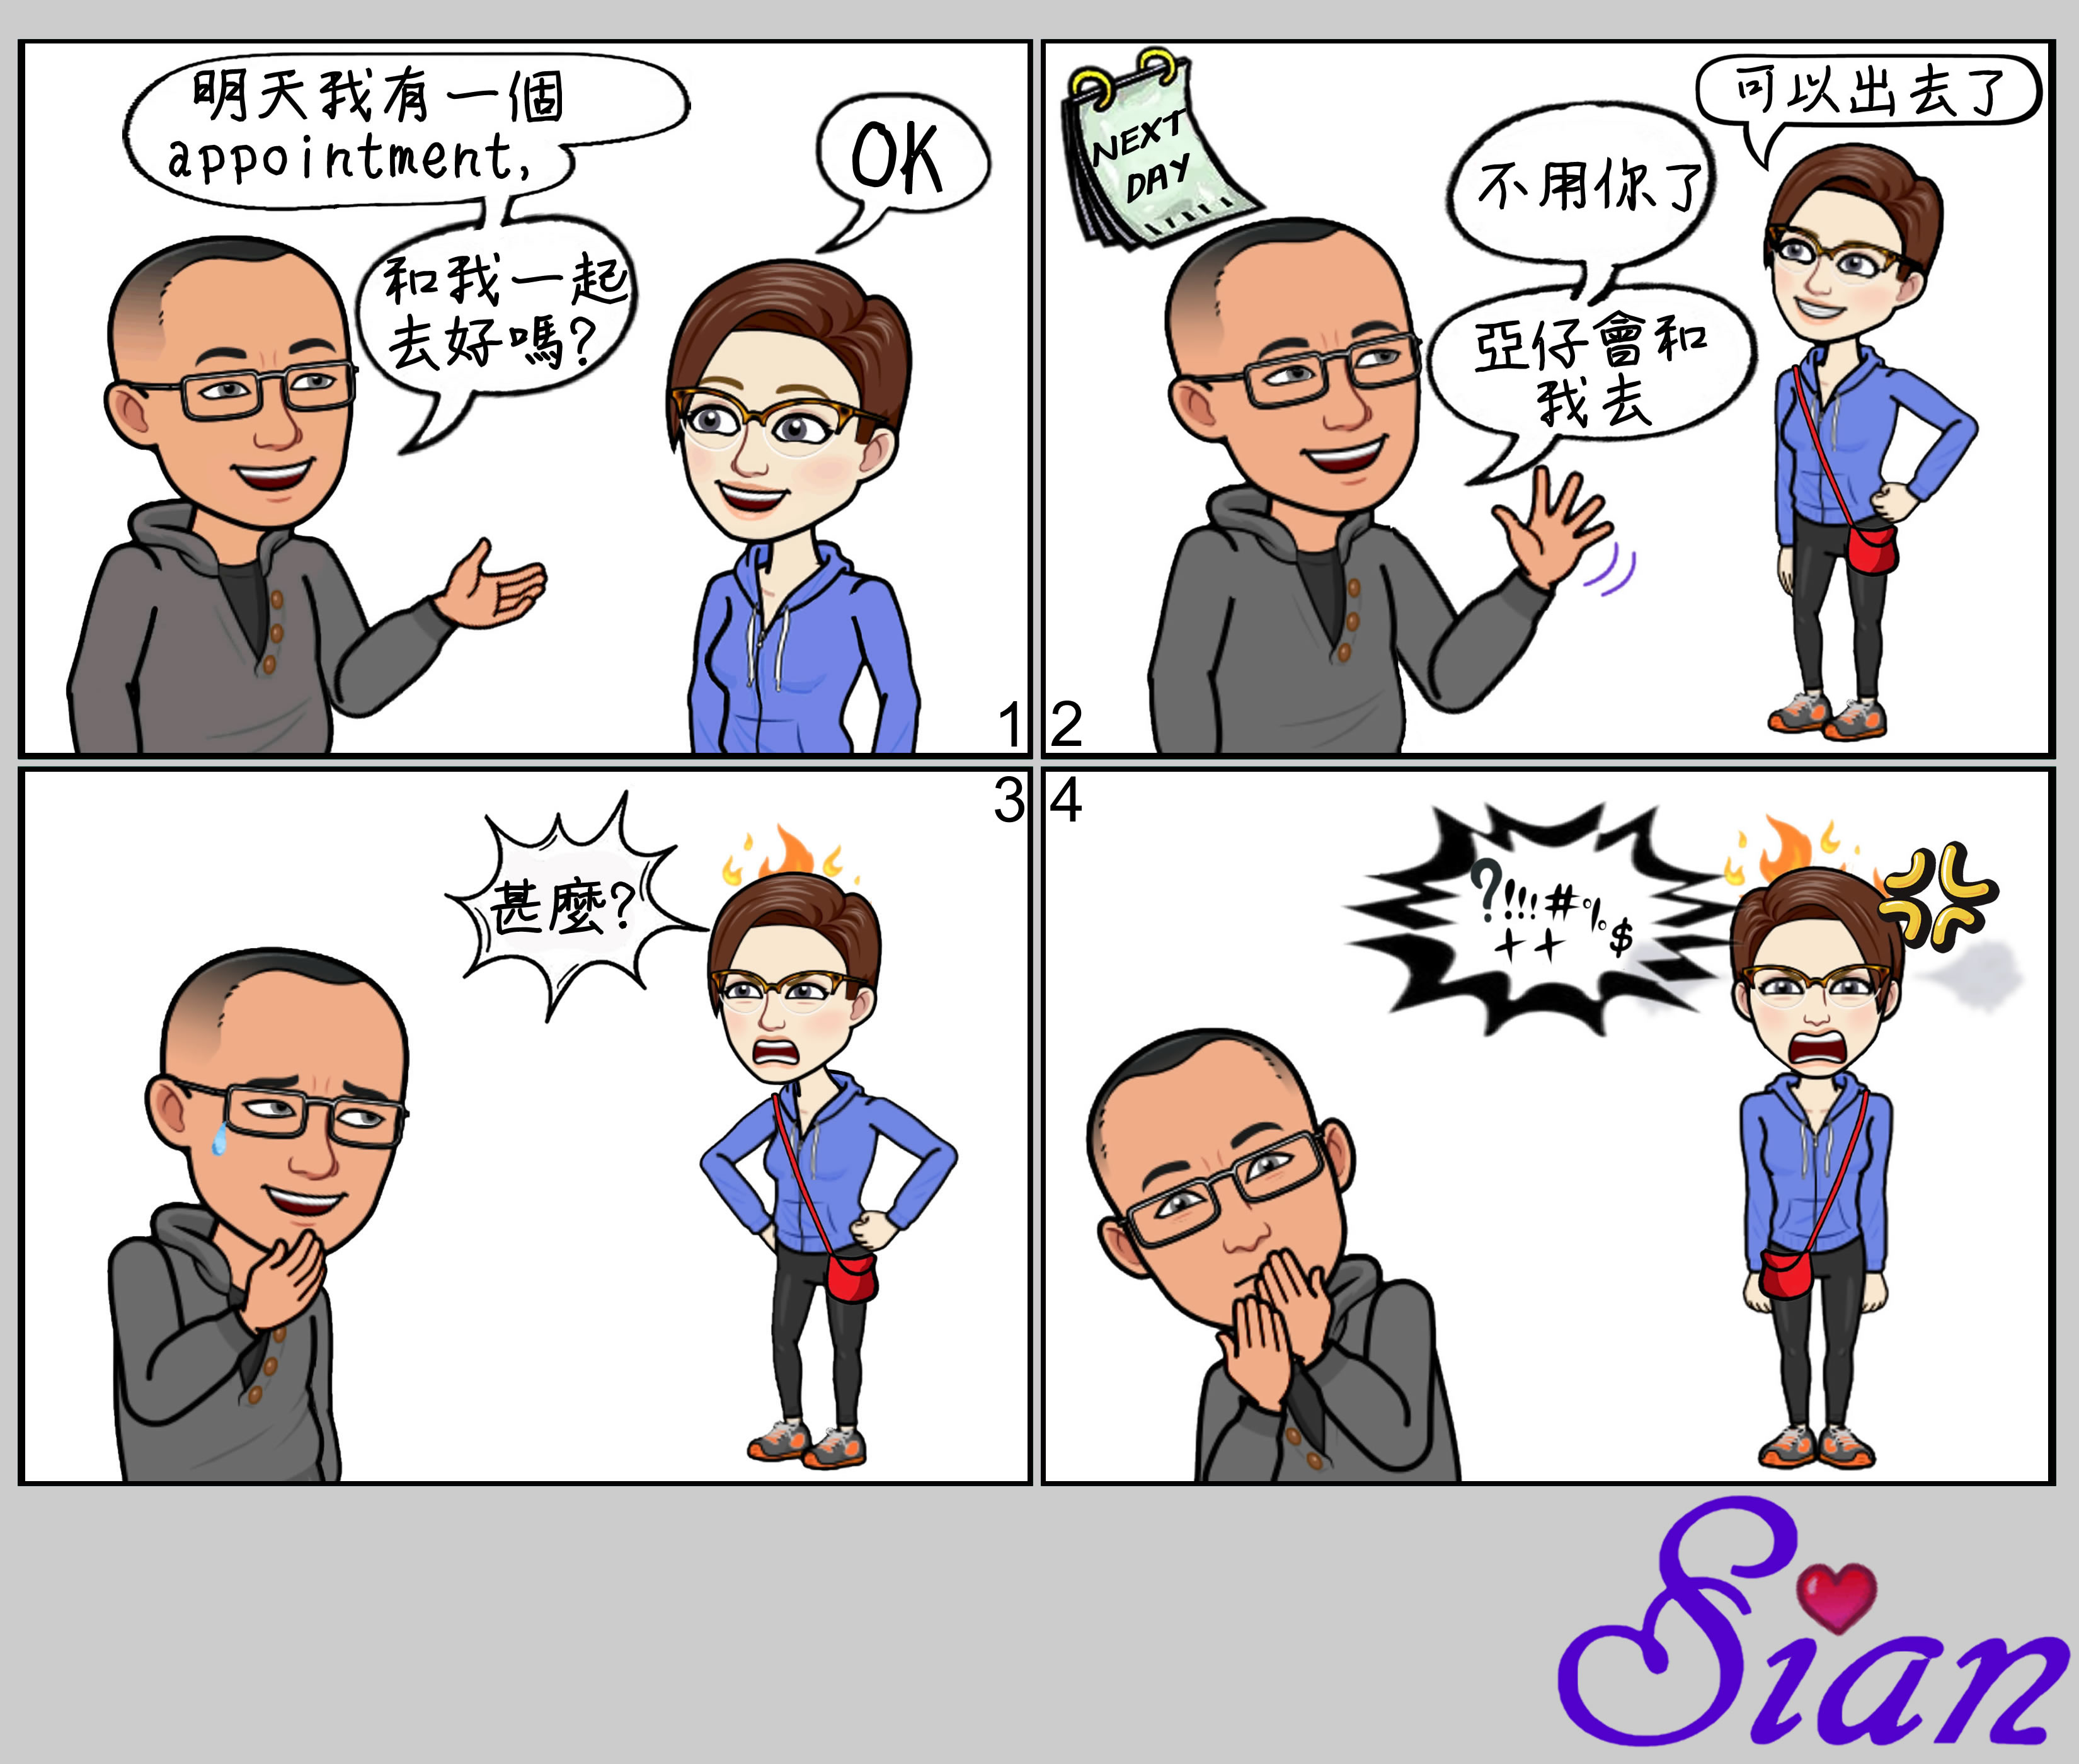 明天我有一個
appointment,
和我一起
去好嗎?
OK
1
2
NEXT
DAY
可以出去了
不用你了
亞仔會和
我去
3
甚麼?
4
?!!!#%$
++
Sian